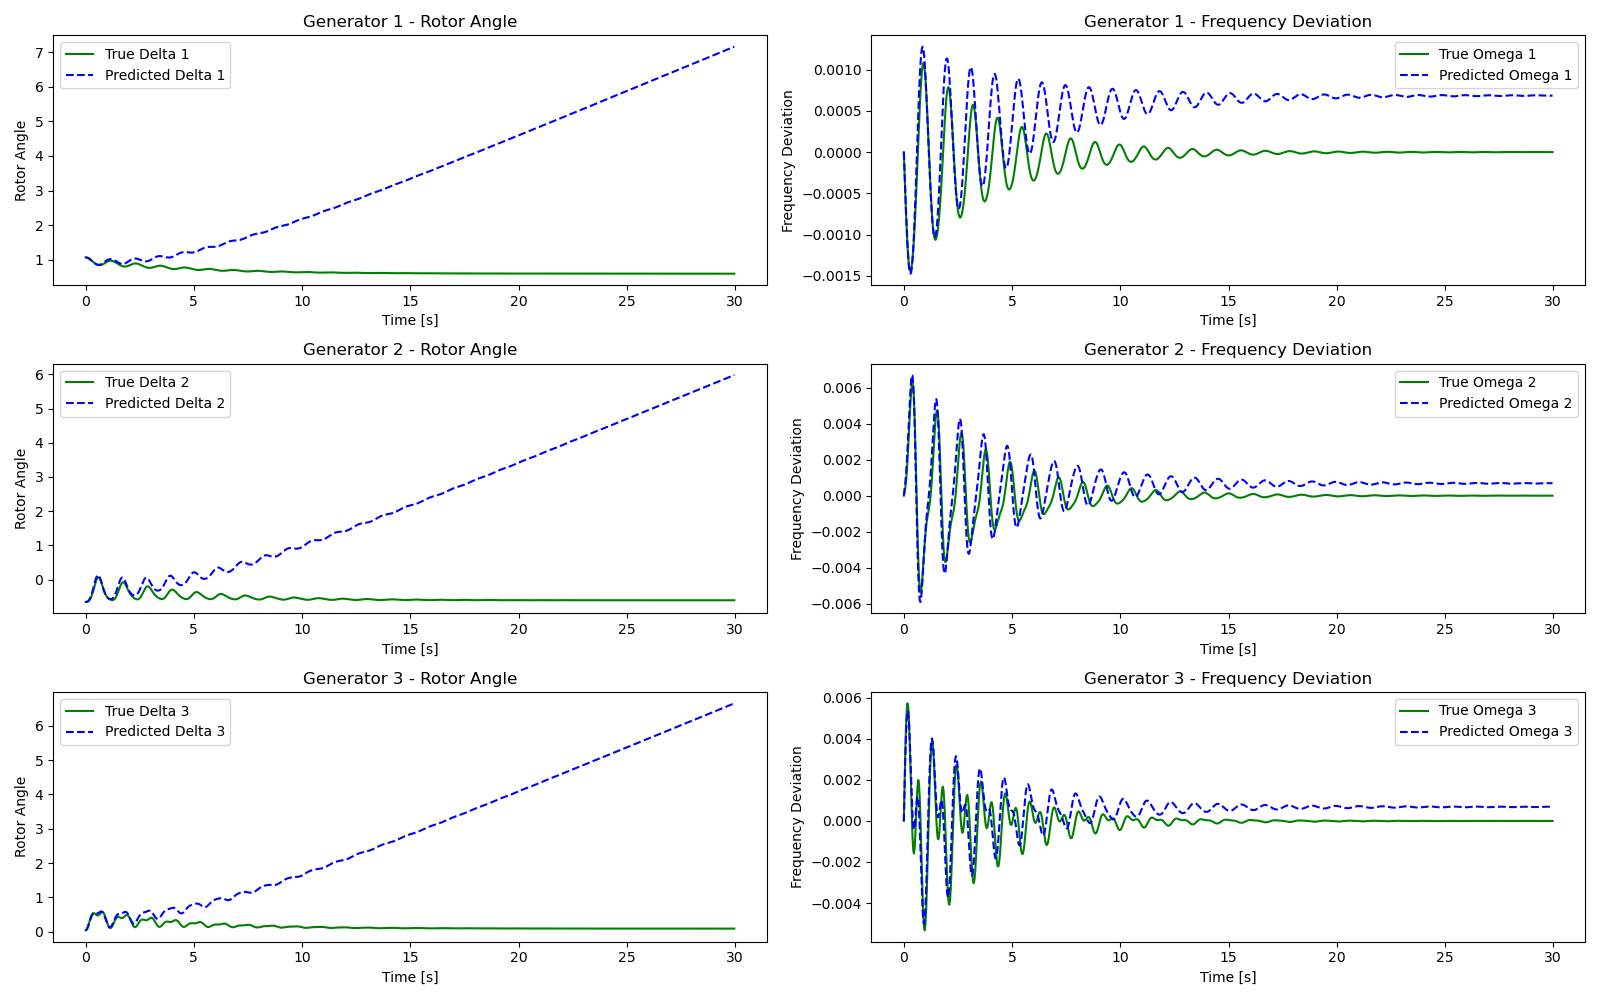 Generator 1 - Rotor Angle
True Delta 1
Predicted Delta 1
Rotor Angle
7
6
5
4
3
2
1
0 5 10 15 20 25 30
Time [s]
Generator 1 - Frequency Deviation
True Omega 1
Predicted Omega 1
Frequency Deviation
0.0010
0.0005
0.0000
−0.0005
−0.0010
−0.0015
0 5 10 15 20 25 30
Time [s]
Generator 2 - Rotor Angle
True Delta 2
Predicted Delta 2
Rotor Angle
6
5
4
3
2
1
0
0 5 10 15 20 25 30
Time [s]
Generator 2 - Frequency Deviation
True Omega 2
Predicted Omega 2
Frequency Deviation
0.006
0.004
0.002
0.000
−0.002
−0.004
−0.006
0 5 10 15 20 25 30
Time [s]
Generator 3 - Rotor Angle
True Delta 3
Predicted Delta 3
Rotor Angle
6
5
4
3
2
1
0
0 5 10 15 20 25 30
Time [s]
Generator 3 - Frequency Deviation
True Omega 3
Predicted Omega 3
Frequency Deviation
0.006
0.004
0.002
0.000
−0.002
−0.004
0 5 10 15 20 25 30
Time [s]